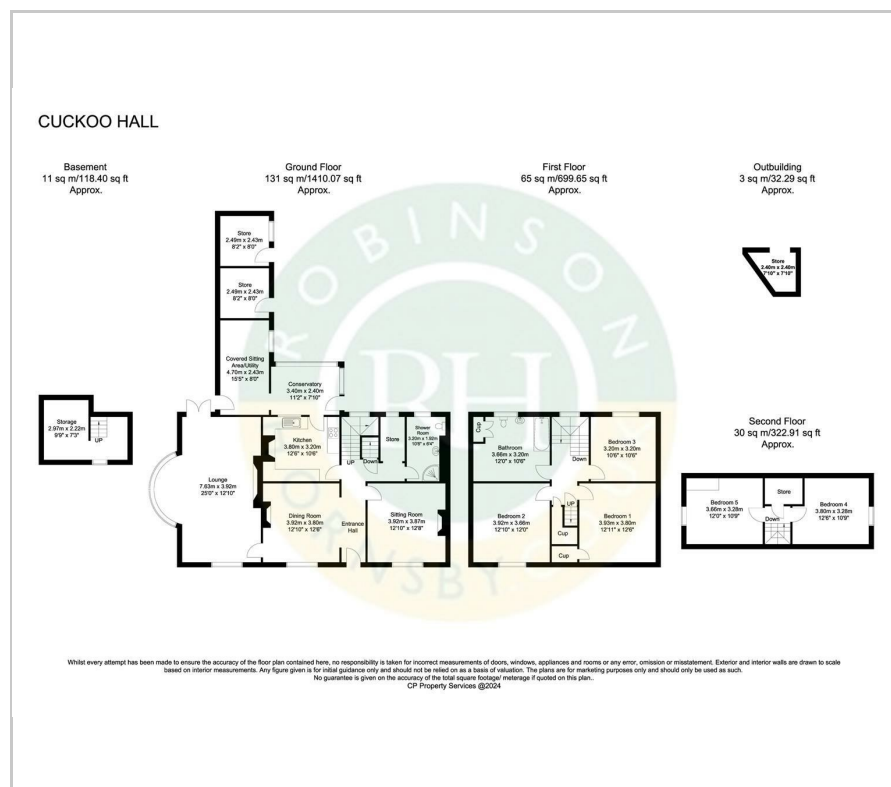 CUCKOO HALL
Basement
11 sq m/118.40 sq ft
Approx.
Ground Floor
131 sq m/1410.07 sq ft
Approx.
First Floor
65 sq m/699.65 sq ft
Approx.
Outbuilding
3 sq m/32.29 sq ft
Approx.
Store
2.49m x 2.43m
8'2" x 8'0"
Store
2.49m x 2.43m
8'2" x 8'0"
Covered Sitting
Area/Utility
4.70m x 2.43m
15'5" x 8'0"
Conservatory
3.40m x 2.40m
11'2" x 7'10"
Storage
2.97m x 2.22m
9'9" x 7'3"
UP
Lounge
7.63m x 3.92m
25'0" x 12'10"
Kitchen
3.80m x 3.20m
12'6" x 10'6"
UP
Down
Store
Shower
Room
3.20m x 1.92m
10'6" x 6'4"
Dining Room
3.92m x 3.80m
12'10" x 12'6"
Entrance
Hall
Sitting Room
3.92m x 3.87m
12'10" x 12'8"
Cup
Bathroom
3.66m x 3.20m
12'0" x 10'6"
Down
Bedroom 3
3.20m x 3.20m
10'6" x 10'6"
Bedroom 2
3.92m x 3.66m
12'10" x 12'0"
UP
Cup
Cup
Bedroom 1
3.93m x 3.80m
12'11" x 12'6"
Store
2.40m x 2.40m
7'10" x 7'10"
Second Floor
30 sq m/322.91 sq ft
Approx.
Bedroom 5
3.66m x 3.28m
12'0" x 10'9"
Store
Down
Bedroom 4
3.80m x 3.28m
12'6" x 10'9"
ROBINSON
RH
HORNSBY
Whilst every attempt has been made to ensure the accuracy of the floor plan contained here, no responsibility is taken for incorrect measurements of doors, windows, appliances and rooms or any error, omission or misstatement. Exterior and interior walls are drawn to scale
based on interior measurements. Any figure given is for initial guidance only and should not be relied on as a basis of valuation. The plans are for marketing purposes only and should only be used as such.
No guarantee is given on the accuracy of the total square footage/ meterage if quoted on this plan..
CP Property Services @2024